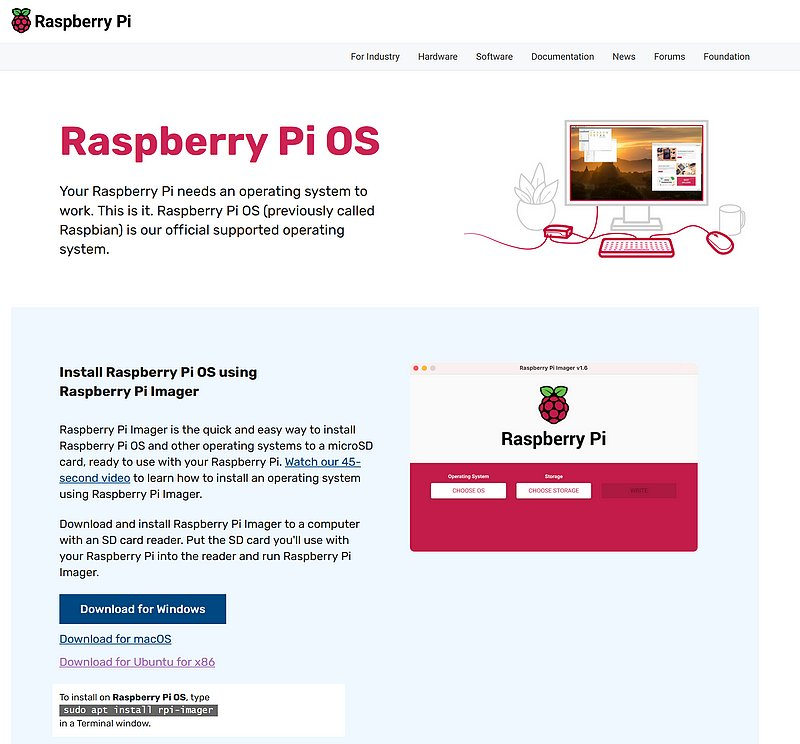 Raspberry Pi
For Industry Hardware Software Documentation News Forums Foundation
Raspberry Pi OS
Your Raspberry Pi needs an operating system to
work. This is it. Raspberry Pi OS (previously called
Raspbian) is our official supported operating
system.
Install Raspberry Pi OS using
Raspberry Pi Imager
Raspberry Pi Imager is the quick and easy way to install
Raspberry Pi OS and other operating systems to a microSD
card, ready to use with your Raspberry Pi. Watch our 45-
second video to learn how to install an operating system
using Raspberry Pi Imager.
Download and install Raspberry Pi Imager to a computer
with an SD card reader. Put the SD card you'll use with
your Raspberry Pi into the reader and run Raspberry Pi
Imager.
Download for Windows
Download for macOS
Download for Ubuntu for x86
To install on Raspberry Pi OS, type
sudo apt install rpi-imager
in a Terminal window.
Raspberry Pi Imager v1.6
Raspberry Pi
Operating System Storage
CHOOSE OS CHOOSE STORAGE WRITE